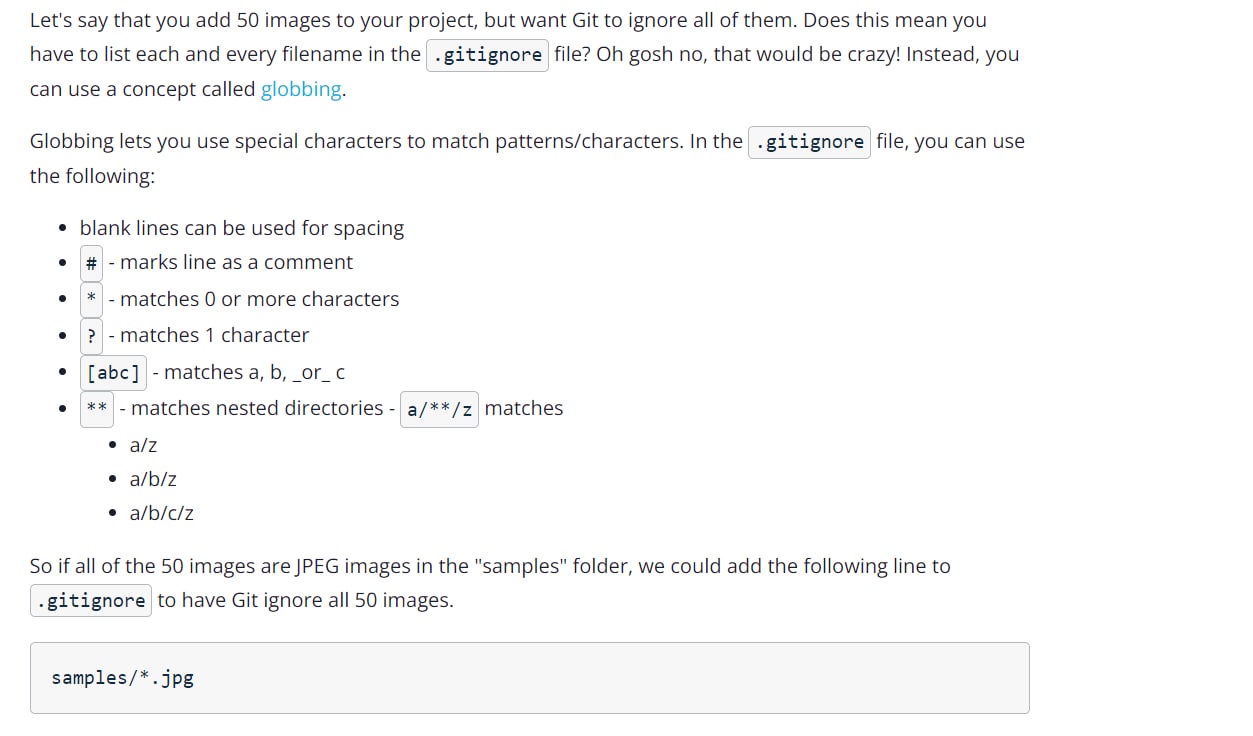 Let's say that you add 50 images to your project, but want Git to ignore all of them. Does this mean you
have to list each and every filename in the .gitignore file? Oh gosh no, that would be crazy! Instead, you
can use a concept called globbing.
Globbing lets you use special characters to match patterns/characters. In the .gitignore file, you can use
the following:
• blank lines can be used for spacing
• # - marks line as a comment
• * - matches 0 or more characters
• ? - matches 1 character
• [abc] - matches a, b, _or_ c
• ** - matches nested directories - a/**/z matches
• a/z
• a/b/z
• a/b/c/z
So if all of the 50 images are JPEG images in the "samples" folder, we could add the following line to
.gitignore to have Git ignore all 50 images.
samples/*.jpg